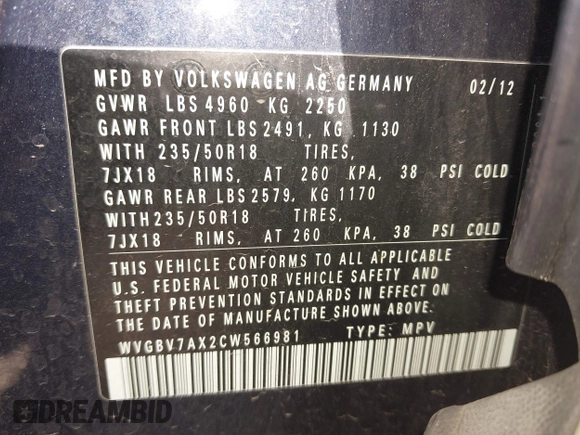 MFD BY VOLKSWAGEN AG GERMANY 02/12
GVWR LBS 4960 KG 2250
GAWR FRONT LBS 2491, KG 1130
WITH 235/50R18 TIRES,
7JX18 RIMS, AT 260 KPA, 38 PSI COLD
GAWR REAR LBS 2579, KG 1170
WITH 235/50R18 TIRES,
7JX18 RIMS, AT 260 KPA, 38 PSI COLD
THIS VEHICLE CONFORMS TO ALL APPLICABLE
U.S. FEDERAL MOTOR VEHICLE SAFETY AND
THEFT PREVENTION STANDARDS IN EFFECT ON
THE DATE OF MANUFACTURE SHOWN ABOVE.
WVGBV7AX2CW566981 TYPE: MPV
DREAMBID